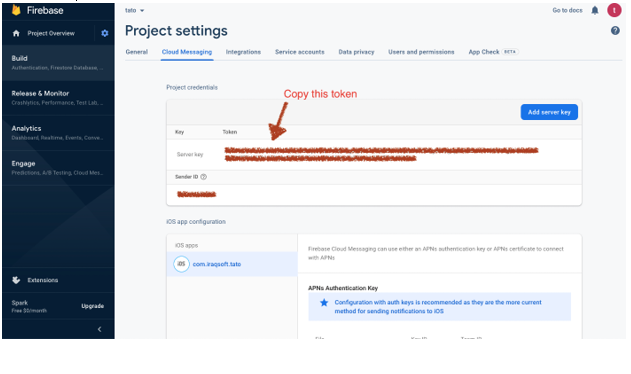 Firebase
tato
Go to docs
t
Project Overview
Project settings
General Cloud Messaging Integrations Service accounts Data privacy Users and permissions App Check BETA
Build
Authentication, Firestore Database, ...
Release & Monitor
Crashlytics, Performance, Test Lab, ...
Analytics
Dashboard, Realtime, Events, Conve...
Engage
Predictions, A/B Testing, Cloud Mes...
Extensions
Spark
Free $0/month
Upgrade
Project credentials
Copy this token
Add server key
Key Token
Server key
Sender ID
iOS app configuration
iOS apps
iOS com.iraqsoft.tato
Firebase Cloud Messaging can use either an APNs authentication key or APNs certificate to connect
with APNs
APNs Authentication Key
Configuration with auth keys is recommended as they are the more current
method for sending notifications to iOS